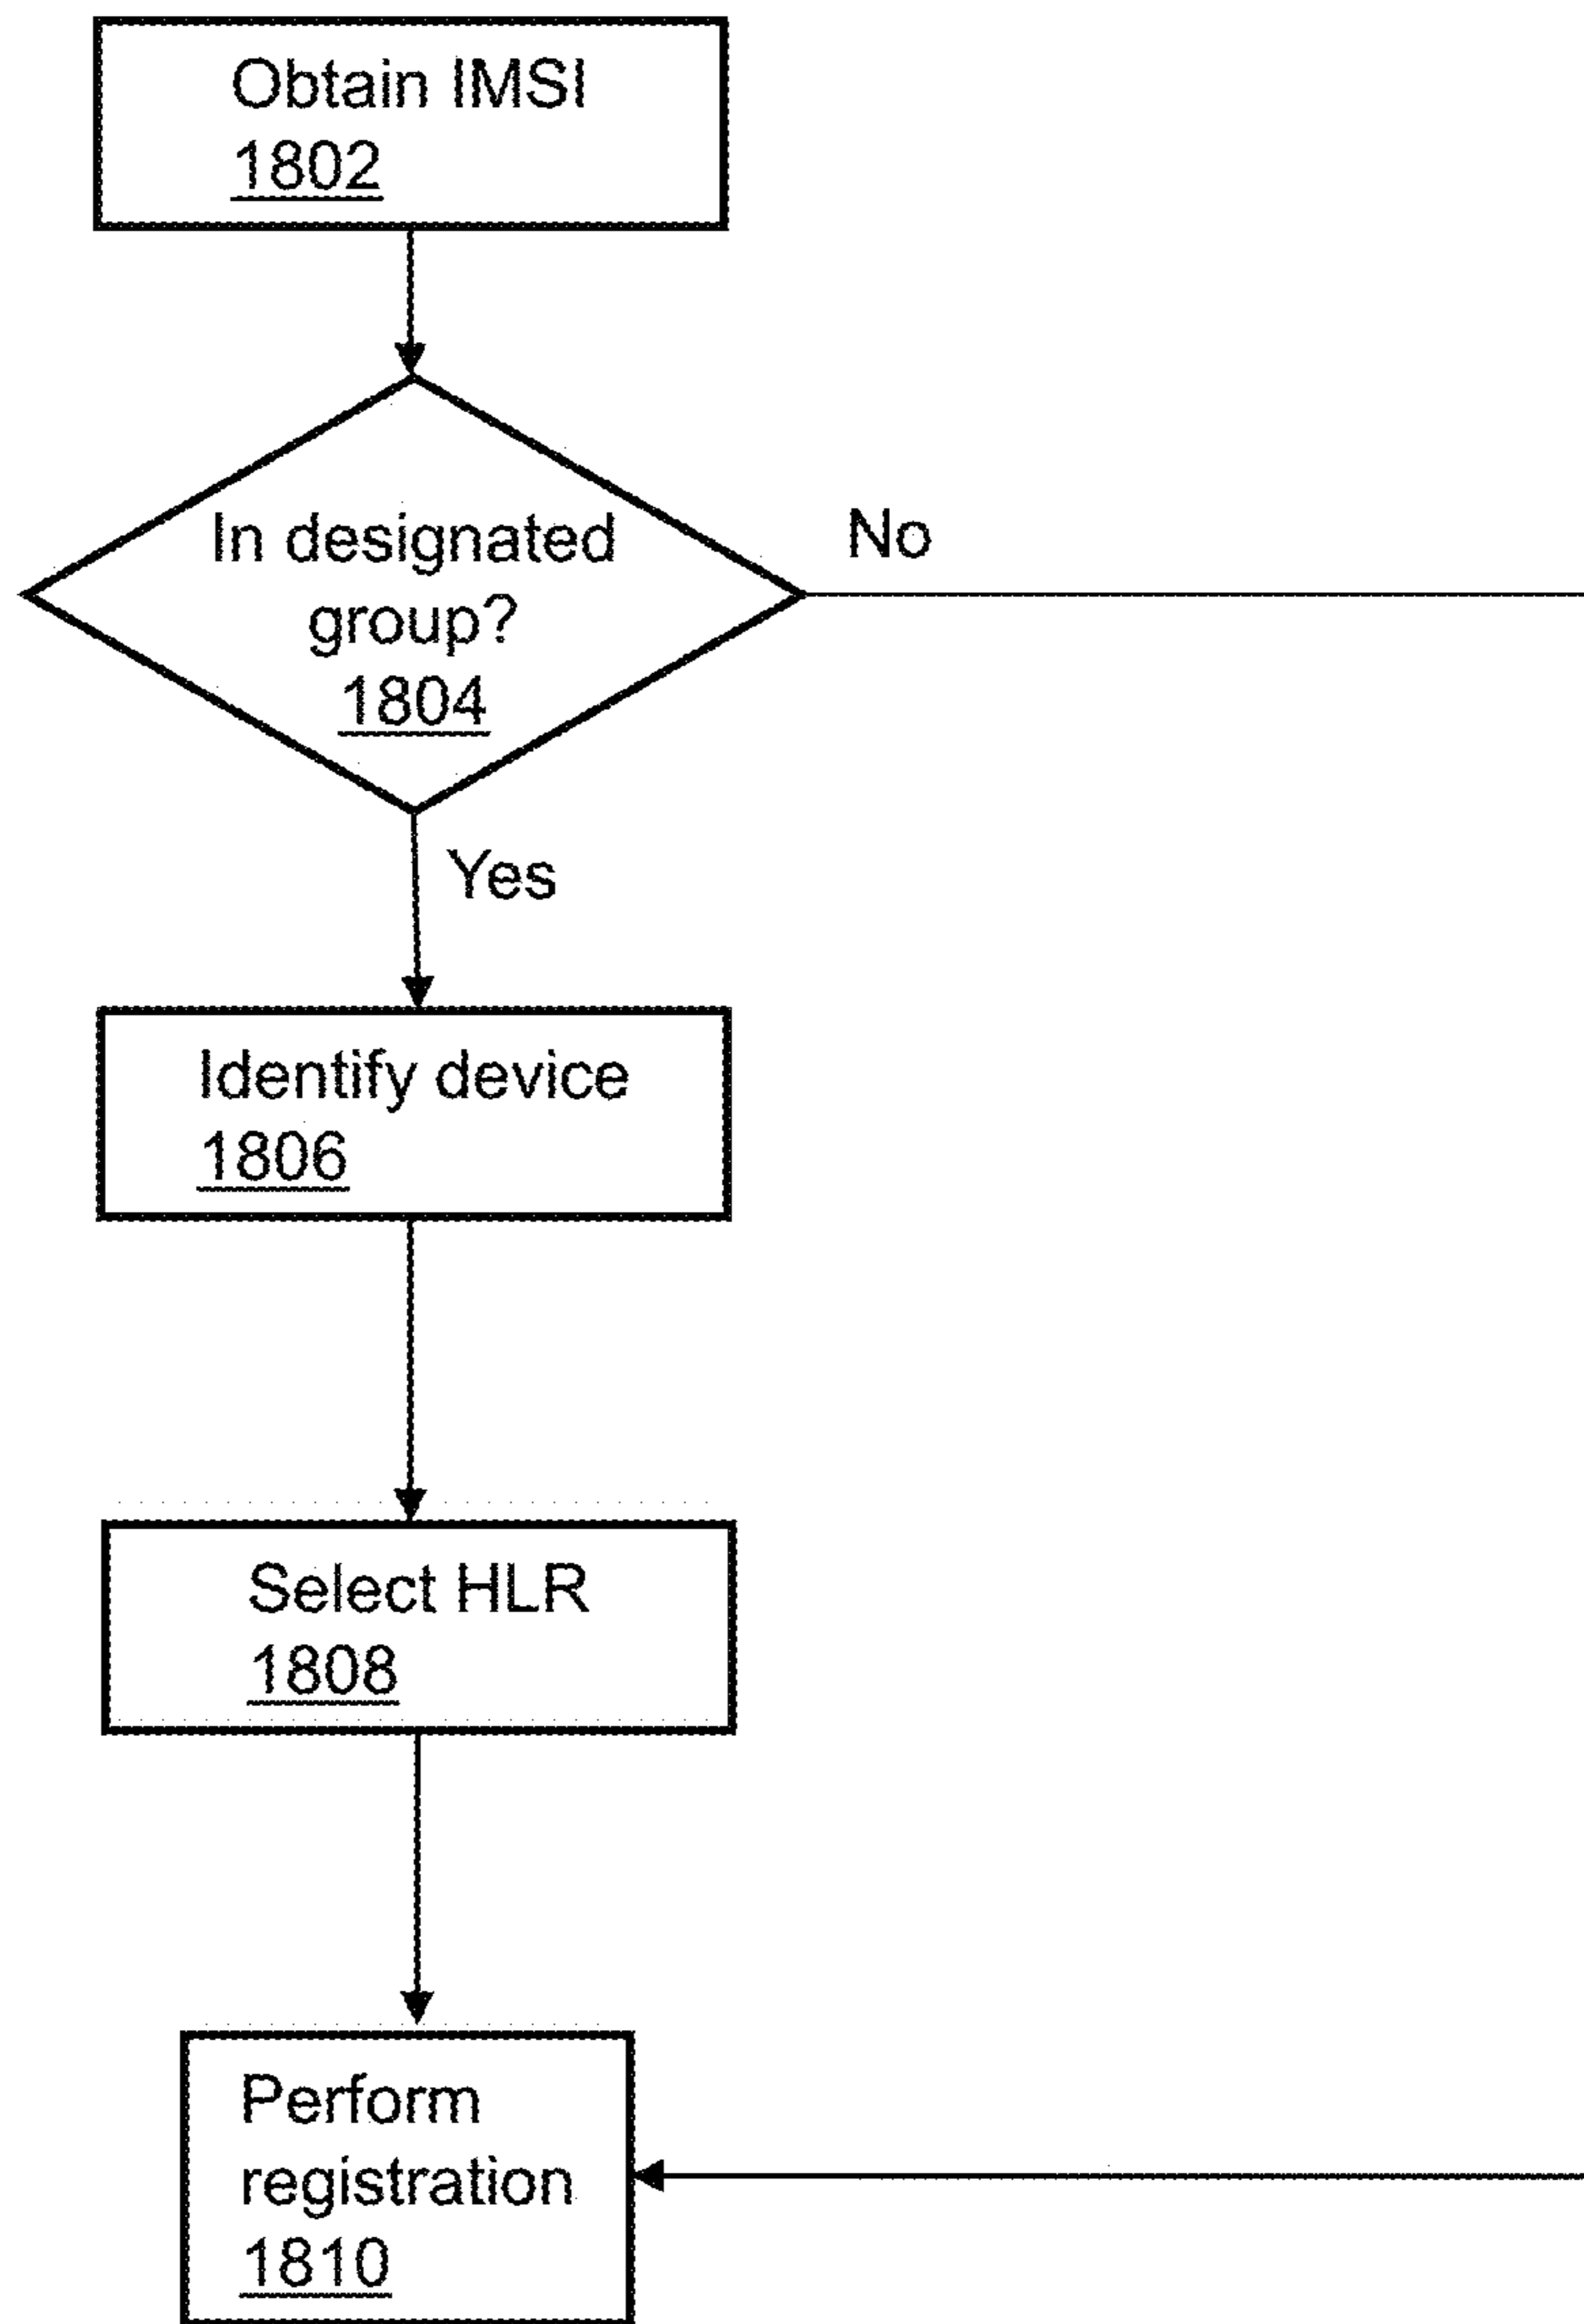 Obtain IMSI
1802
In designated
group?
1804
No
Yes
Identify device
1806
Select HLR
1808
Perform
registration
1810